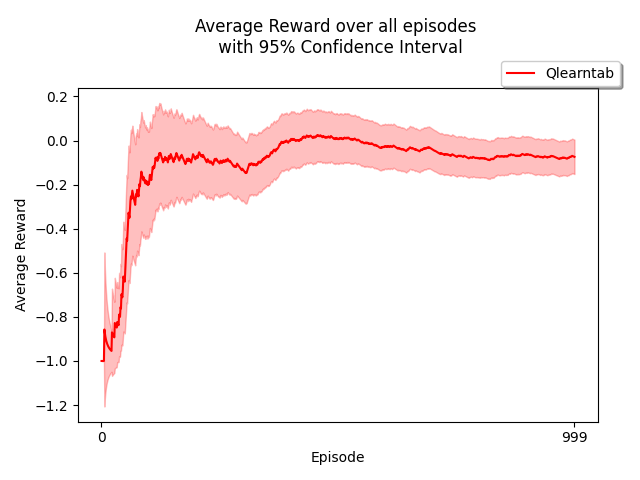 Average Reward over all episodes
with 95% Confidence Interval
Qlearntab
0.2
0.0
−0.2
−0.4
−0.6
−0.8
−1.0
−1.2
Average Reward
0
999
Episode